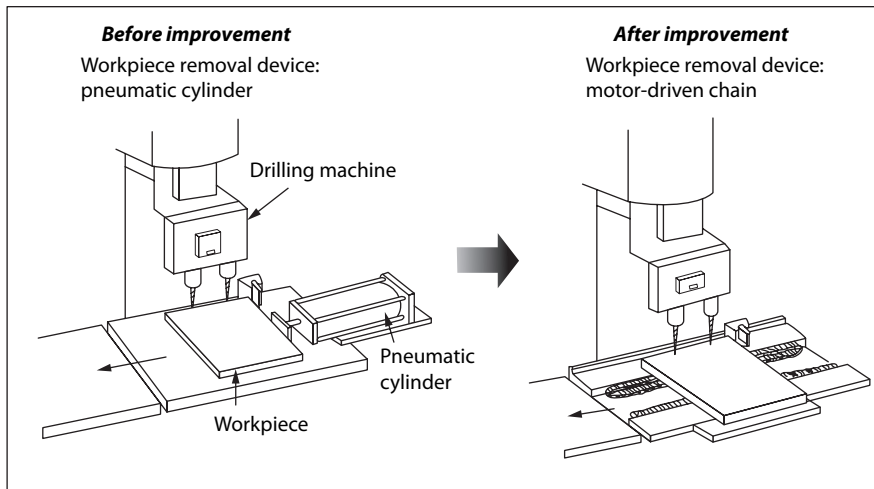 Before improvement
Workpiece removal device:
pneumatic cylinder
Drilling machine
Pneumatic
cylinder
Workpiece
After improvement
Workpiece removal device:
motor-driven chain